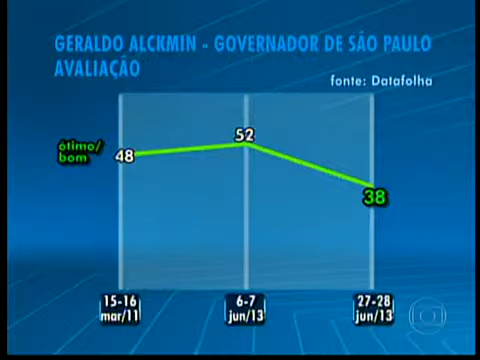 GERALDO ALCKMIN - GOVERNADOR DE SÃO PAULO
AVALIAÇÃO
fonte: Datafolha
52
ótimo/
bom
48
38
15-16
mar/11
6-7
jun/13
27-28
jun/13